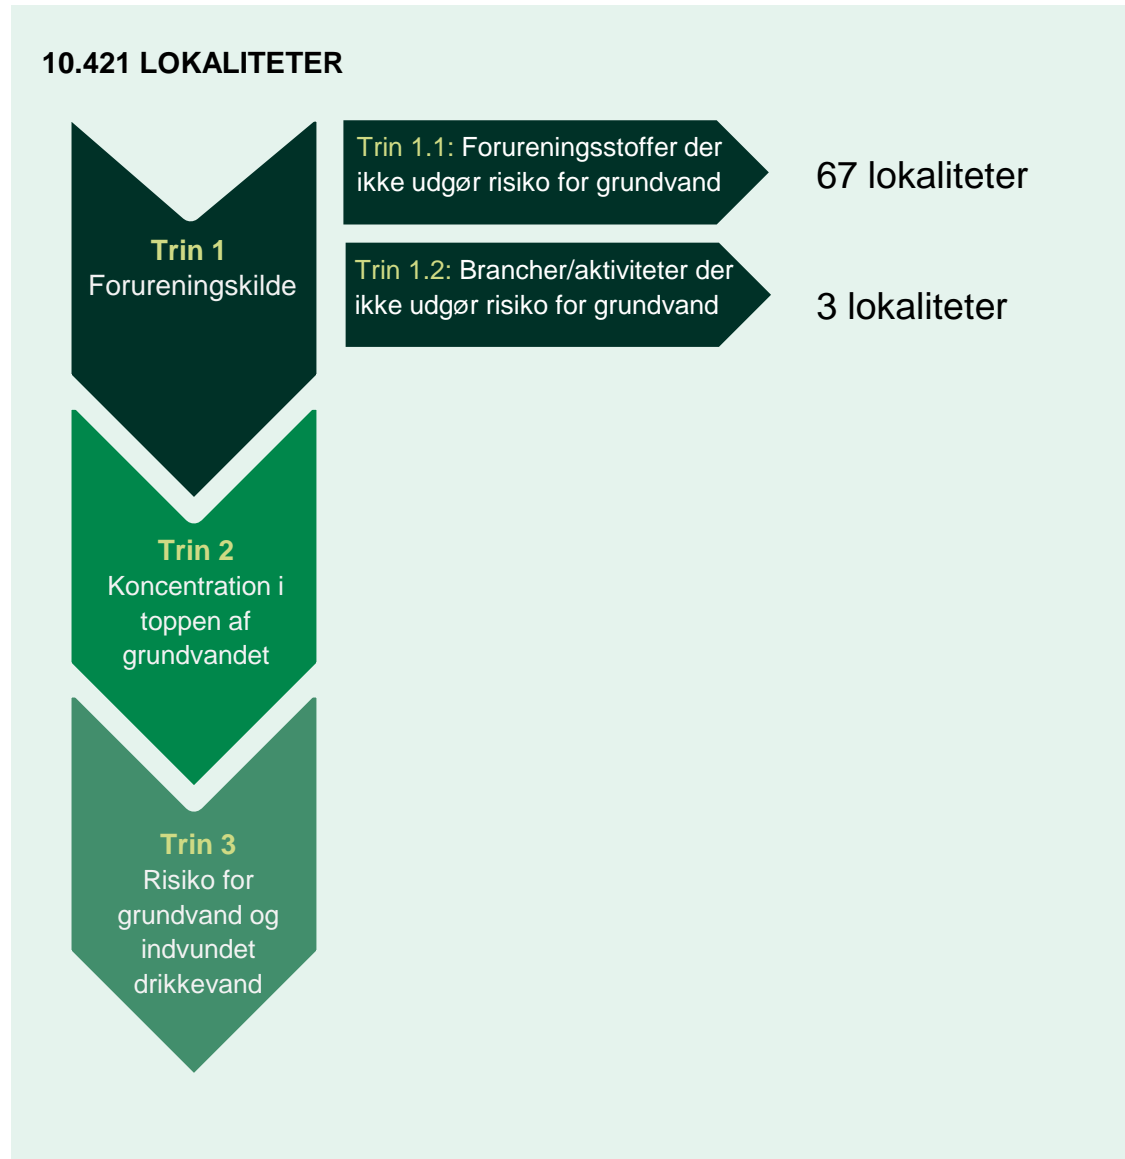 10.421 LOKALITETER
Trin 1
Forureningskilde
Trin 1.1: Forureningsstoffer der
ikke udgør risiko for grundvand
67 lokaliteter
Trin 1.2: Brancher/aktiviteter der
ikke udgør risiko for grundvand
3 lokaliteter
Trin 2
Koncentration i
toppen af
grundvandet
Trin 3
Risiko for
grundvand og
indvundet
drikkevand